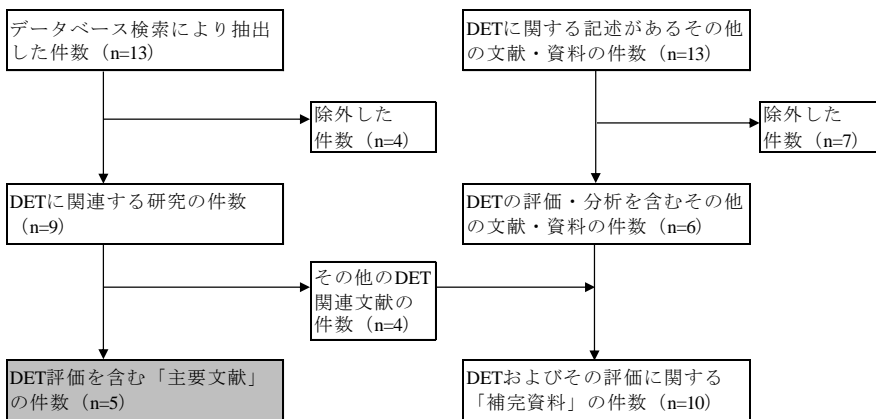 データベース検索により抽出
した件数（n=13）
DETに関する記述があるその他
の文献・資料の件数（n=13）
除外した
件数（n=4）
除外した
件数（n=7）
DETに関連する研究の件数
（n=9）
DETの評価・分析を含むその他
の文献・資料の件数（n=6）
その他のDET
関連文献の
件数（n=4）
DET評価を含む「主要文献」
の件数（n=5）
DETおよびその評価に関する
「補完資料」の件数（n=10）